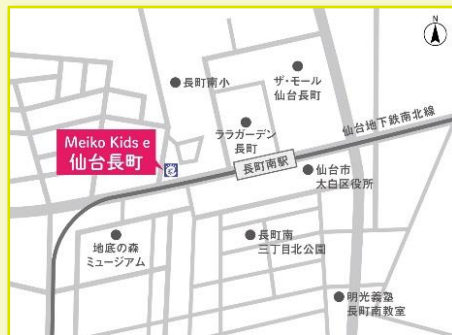 N
長町南小
ザ・モール
仙台長町
ララガーデン
長町
仙台地下鉄南北線
Meiko Kids e
仙台長町
長町南駅
仙台市
太白区役所
地底の森
ミュージアム
長町南
三丁目北公園
明光義塾
長町南教室